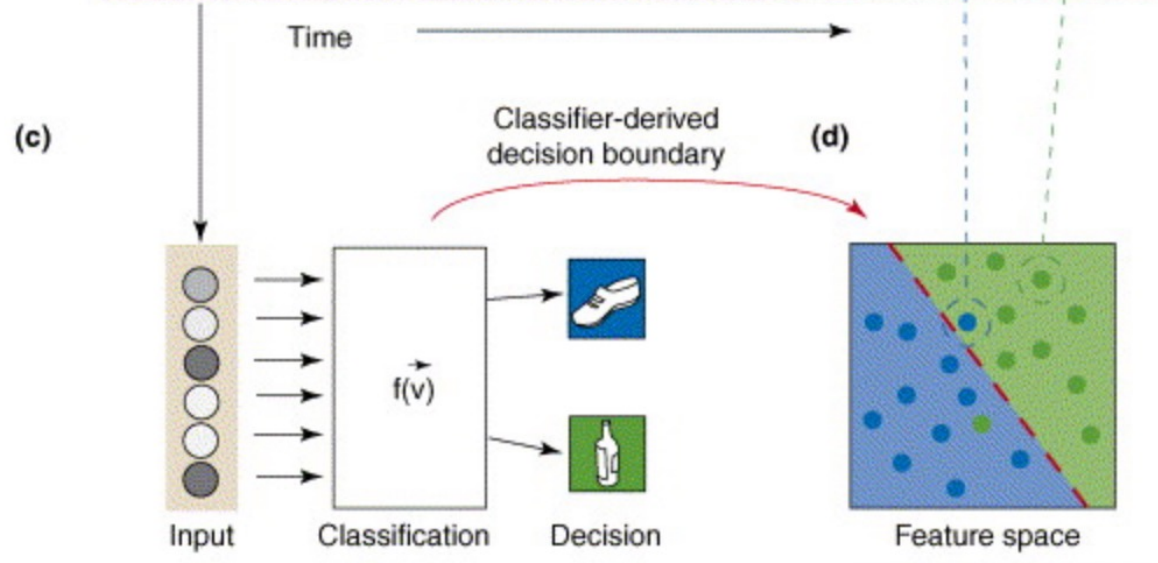 Time
(c)
Classifier-derived
decision boundary
(d)
f(v⃗)
Input
Classification
Decision
Feature space